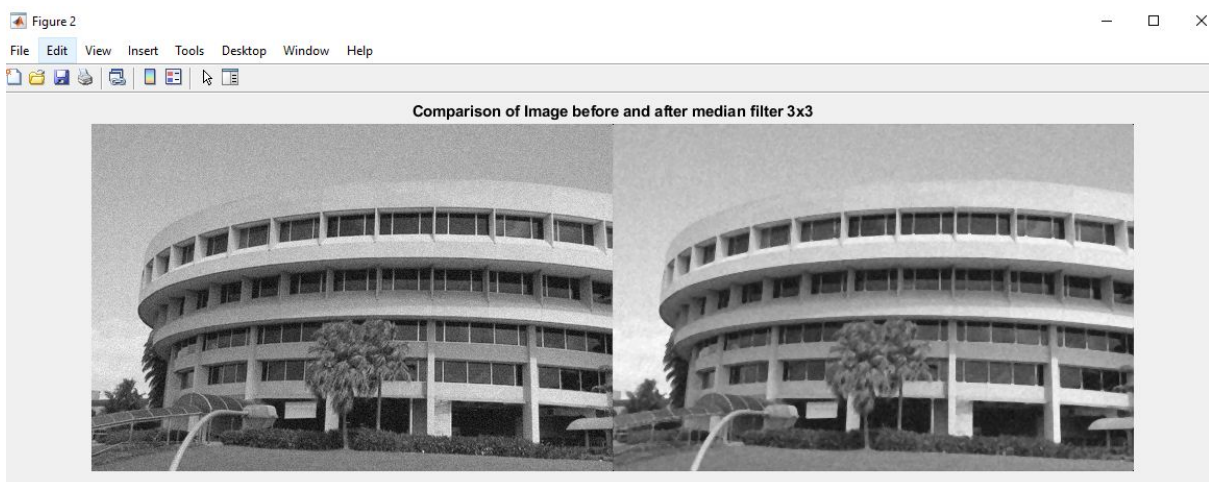 Figure 2
File Edit View Insert Tools Desktop Window Help
Comparison of Image before and after median filter 3x3